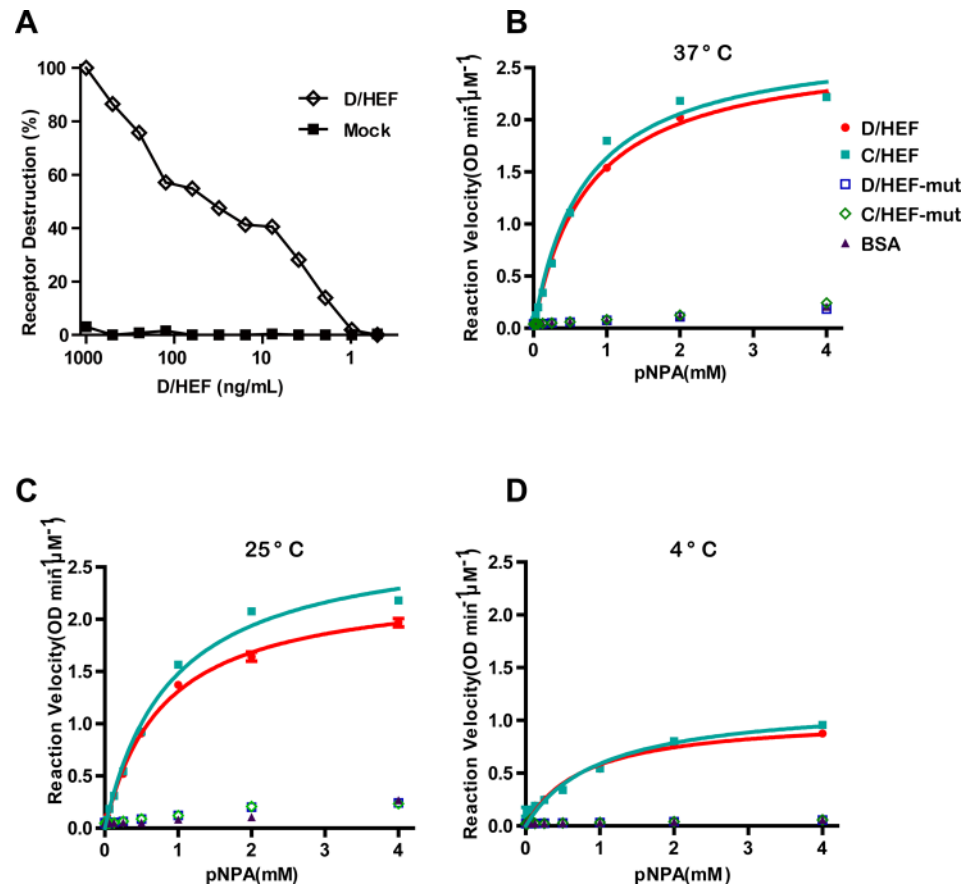 A
Receptor Destruction (%)
100
80
60
40
20
0
1000
100
10
1
D/HEF (ng/mL)
D/HEF
Mock
B
37° C
Reaction Velocity(OD min⁻¹µM⁻¹)
2.5
2.0
1.5
1.0
0.5
0.0
0
1
2
3
4
pNPA(mM)
D/HEF
C/HEF
D/HEF-mut
C/HEF-mut
BSA
C
25° C
Reaction Velocity(OD min⁻¹µM⁻¹)
2.5
2.0
1.5
1.0
0.5
0.0
0
1
2
3
4
pNPA(mM)
D
4° C
Reaction Velocity(OD min⁻¹µM⁻¹)
2.5
2.0
1.5
1.0
0.5
0.0
0
1
2
3
4
pNPA(mM)